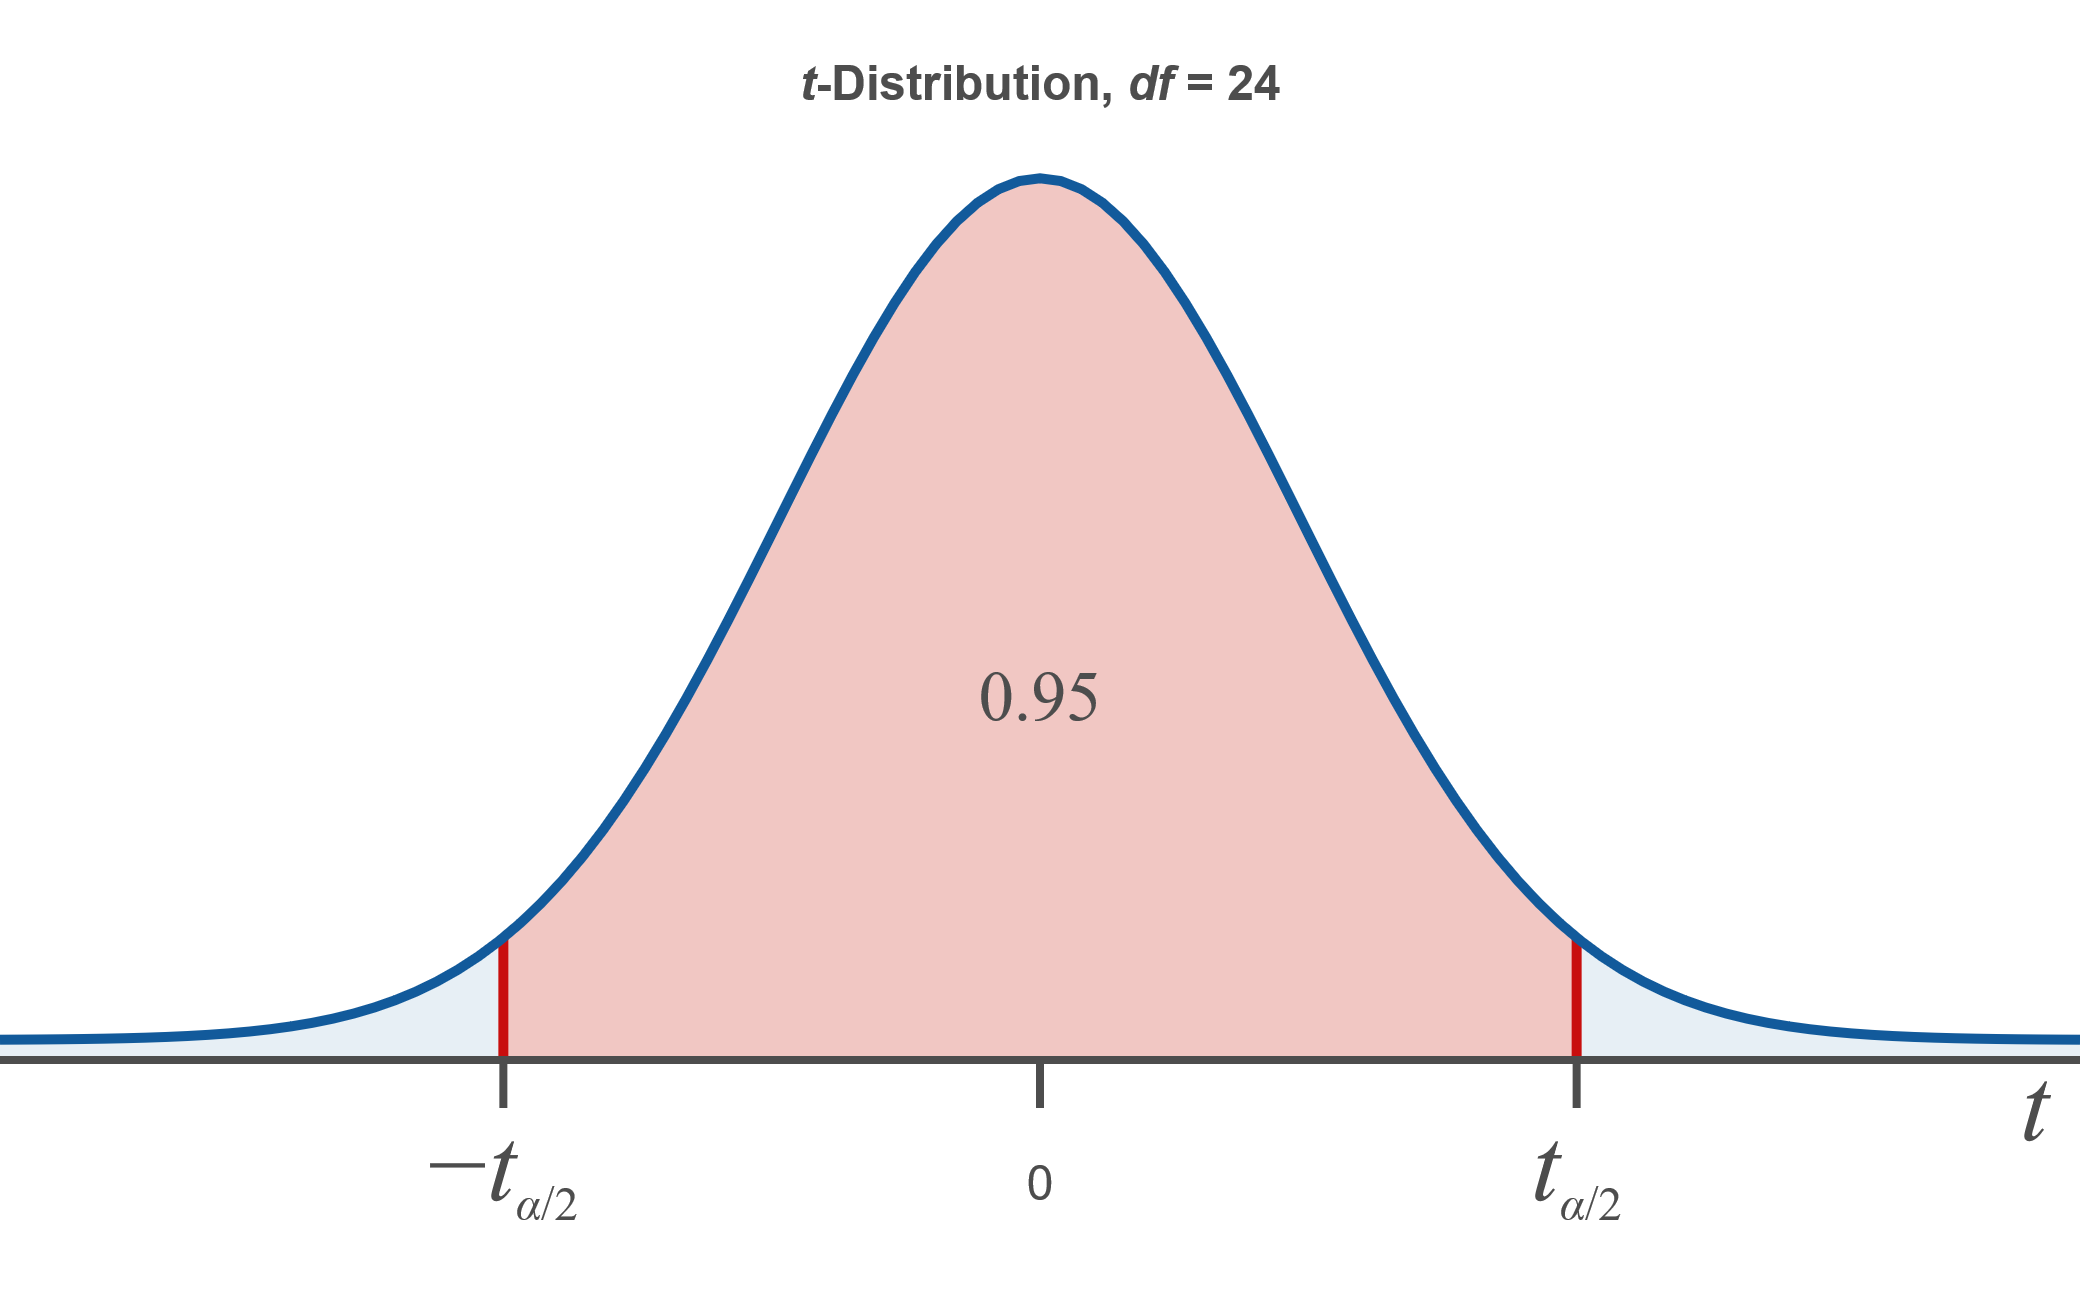 t-Distribution, df = 24
0.95
t
−tα/2
0
tα/2